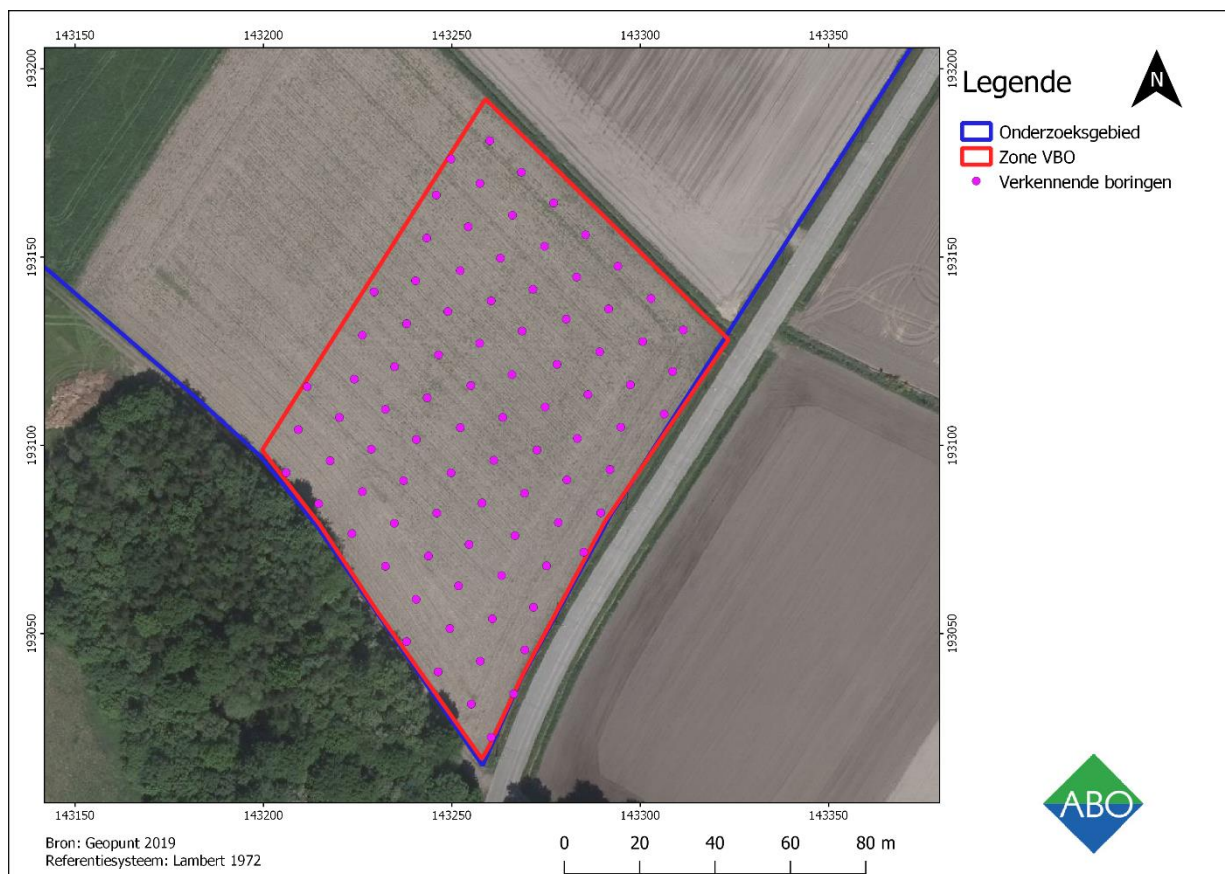 143150 143200 143250 143300 143350
193200
193150
193100
193050
193200
193150
193100
193050
143150 143200 143250 143300 143350
Legende
N
Onderzoeksgebied
Zone VBO
Verkennende boringen
ABO
Bron: Geopunt 2019
Referentiesysteem: Lambert 1972
0 20 40 60 80 m